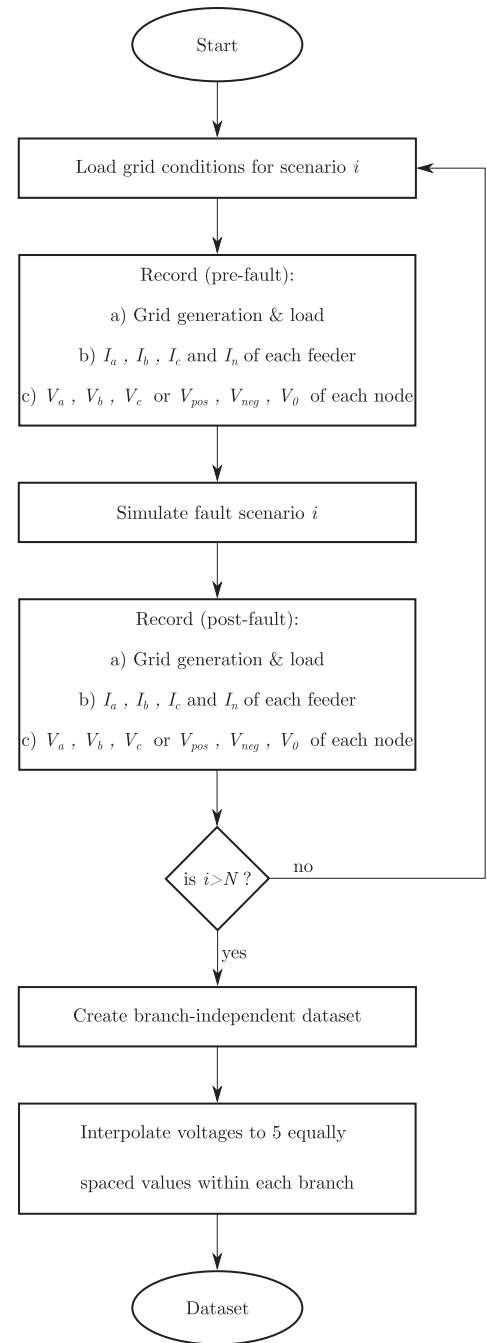 Start
Load grid conditions for scenario i
Record (pre-fault):
a) Grid generation & load
b) Ia , Ib , Ic and In of each feeder
c) Va , Vb , Vc or Vpos , Vneg , V0 of each node
Simulate fault scenario i
Record (post-fault):
a) Grid generation & load
b) Ia , Ib , Ic and In of each feeder
c) Va , Vb , Vc or Vpos , Vneg , V0 of each node
is i>N ?
no
yes
Create branch-independent dataset
Interpolate voltages to 5 equally
spaced values within each branch
Dataset